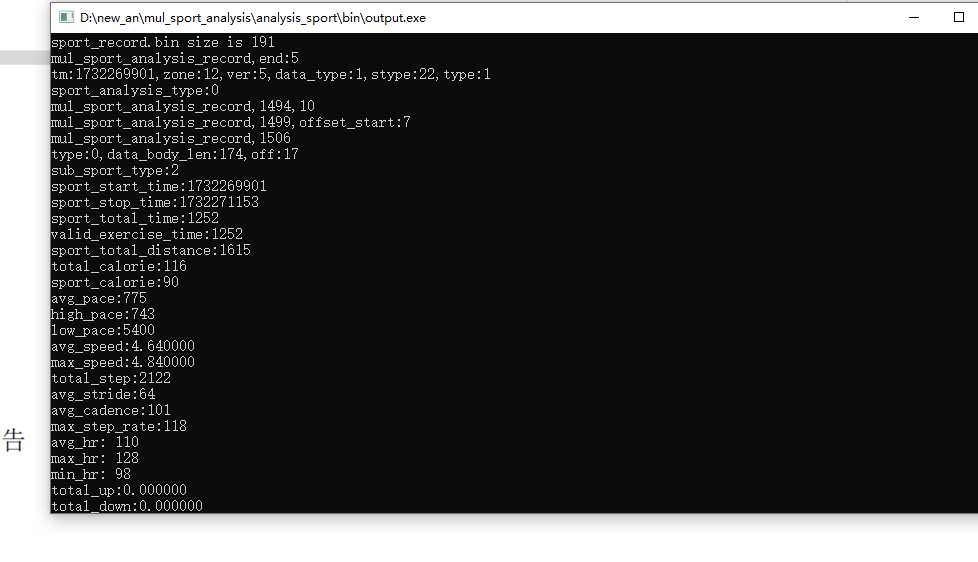 D:\new_an\mul_sport_analysis\analysis_sport\bin\output.exe
sport_record.bin size is 191
mul_sport_analysis_record,end:5
tm:1732269901,zone:12,ver:5,data_type:1,stype:22,type:1
sport_analysis_type:0
mul_sport_analysis_record,1494,10
mul_sport_analysis_record,1499,offset_start:7
mul_sport_analysis_record,1506
type:0,data_body_len:174,off:17
sub_sport_type:2
sport_start_time:1732269901
sport_stop_time:1732271153
sport_total_time:1252
valid_exercise_time:1252
sport_total_distance:1615
total_calorie:116
sport_calorie:90
avg_pace:775
high_pace:743
low_pace:5400
avg_speed:4.640000
max_speed:4.840000
total_step:2122
avg_stride:64
avg_cadence:101
max_step_rate:118
avg_hr: 110
max_hr: 128
min_hr: 98
total_up:0.000000
total_down:0.000000
告